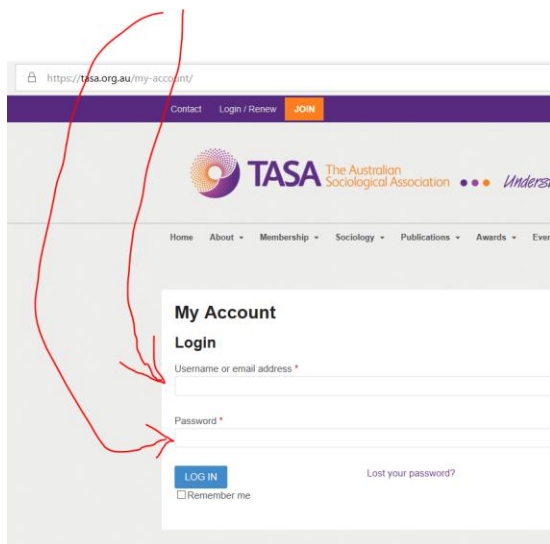 https://tasa.org.au/my-account/
Contact Login / Renew JOIN
TASA The Australian
Sociological Association
Home About Membership Sociology Publications Awards
My Account
Login
Username or email address *
Password *
LOG IN Lost your password?
Remember me